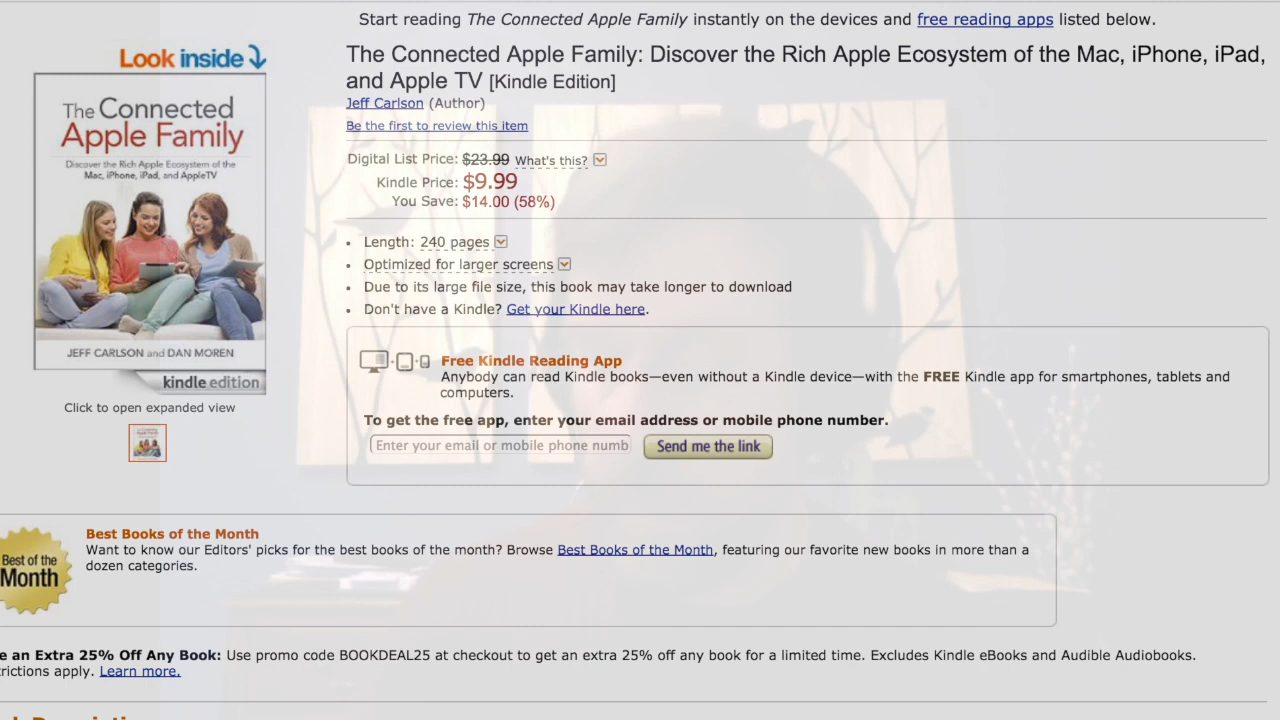 Start reading The Connected Apple Family instantly on the devices and free reading apps listed below.
Look inside
The Connected
Apple Family
Discover the Rich Apple Ecosystem of the
Mac, iPhone, iPad, and AppleTV
JEFF CARLSON and DAN MOREN
kindle edition
Click to open expanded view
The Connected Apple Family: Discover the Rich Apple Ecosystem of the Mac, iPhone, iPad,
and Apple TV [Kindle Edition]
Jeff Carlson (Author)
Be the first to review this item
Digital List Price: $23.99 What's this?
Kindle Price: $9.99
You Save: $14.00 (58%)
• Length: 240 pages
• Optimized for larger screens
• Due to its large file size, this book may take longer to download
• Don't have a Kindle? Get your Kindle here.
Free Kindle Reading App
Anybody can read Kindle books—even without a Kindle device—with the FREE Kindle app for smartphones, tablets and
computers.
To get the free app, enter your email address or mobile phone number.
Enter your email or mobile phone numb
Send me the link
Best of the
Month
Best Books of the Month
Want to know our Editors' picks for the best books of the month? Browse Best Books of the Month, featuring our favorite new books in more than a
dozen categories.
e an Extra 25% Off Any Book: Use promo code BOOKDEAL25 at checkout to get an extra 25% off any book for a limited time. Excludes Kindle eBooks and Audible Audiobooks.
trictions apply. Learn more.